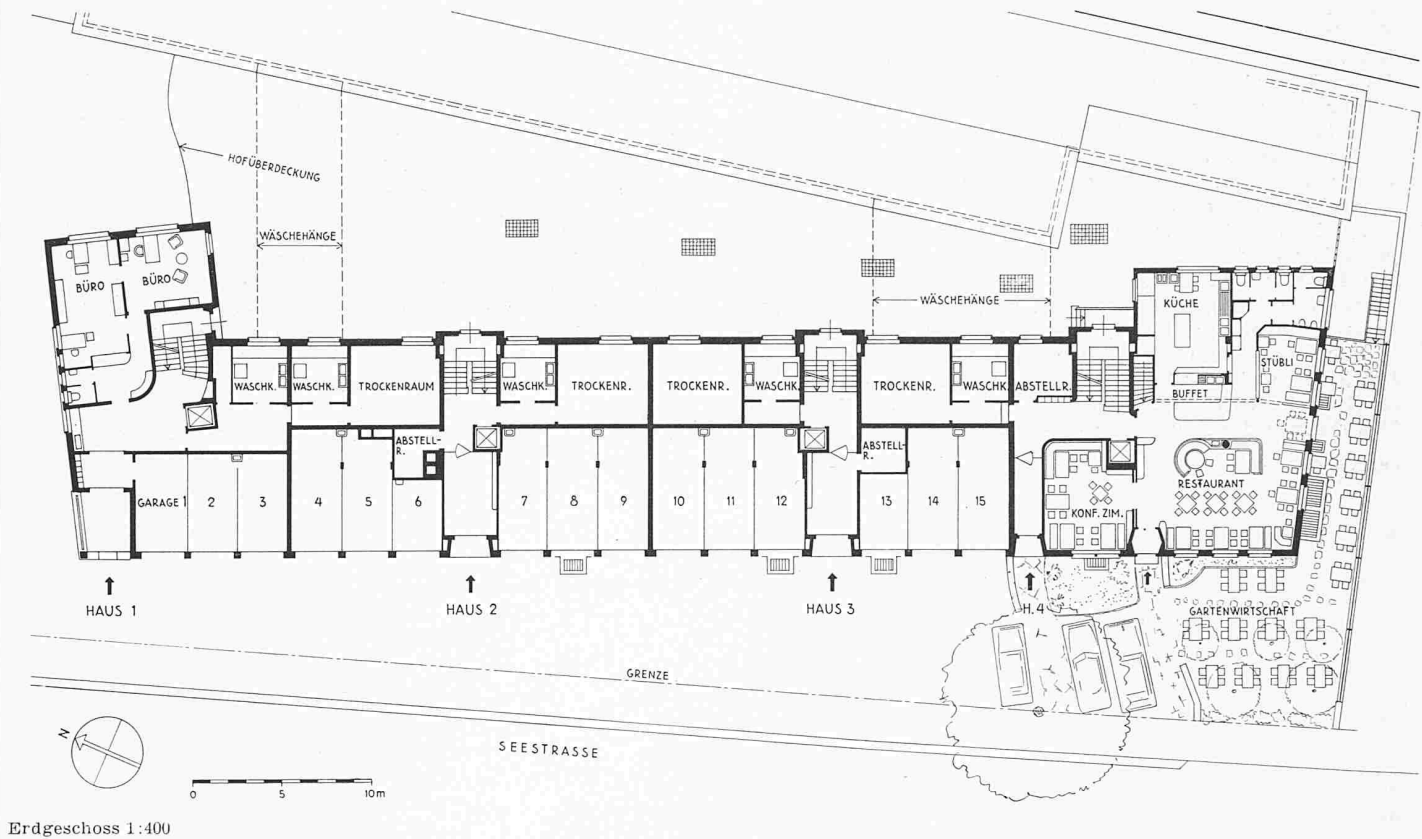 HOFÜBERDECKUNG
WÄSCHEHÄNGE
WÄSCHEHÄNGE
BÜRO
BÜRO
KÜCHE
STÜBLI
BUFFET
WASCHK.
WASCHK.
TROCKENRAUM
WASCHK.
TROCKENR.
TROCKENR.
WASCHK.
TROCKENR.
WASCHK.
ABSTELLR.
ABSTELL-
R.
ABSTELL-
R.
GARAGE 1
2
3
4
5
6
7
8
9
10
11
12
13
14
15
KONF. ZIM.
RESTAURANT
HAUS 1
HAUS 2
HAUS 3
H.4
GARTENWIRTSCHAFT
GRENZE
SEESTRASSE
N
0 5 10m
Erdgeschoss 1:400